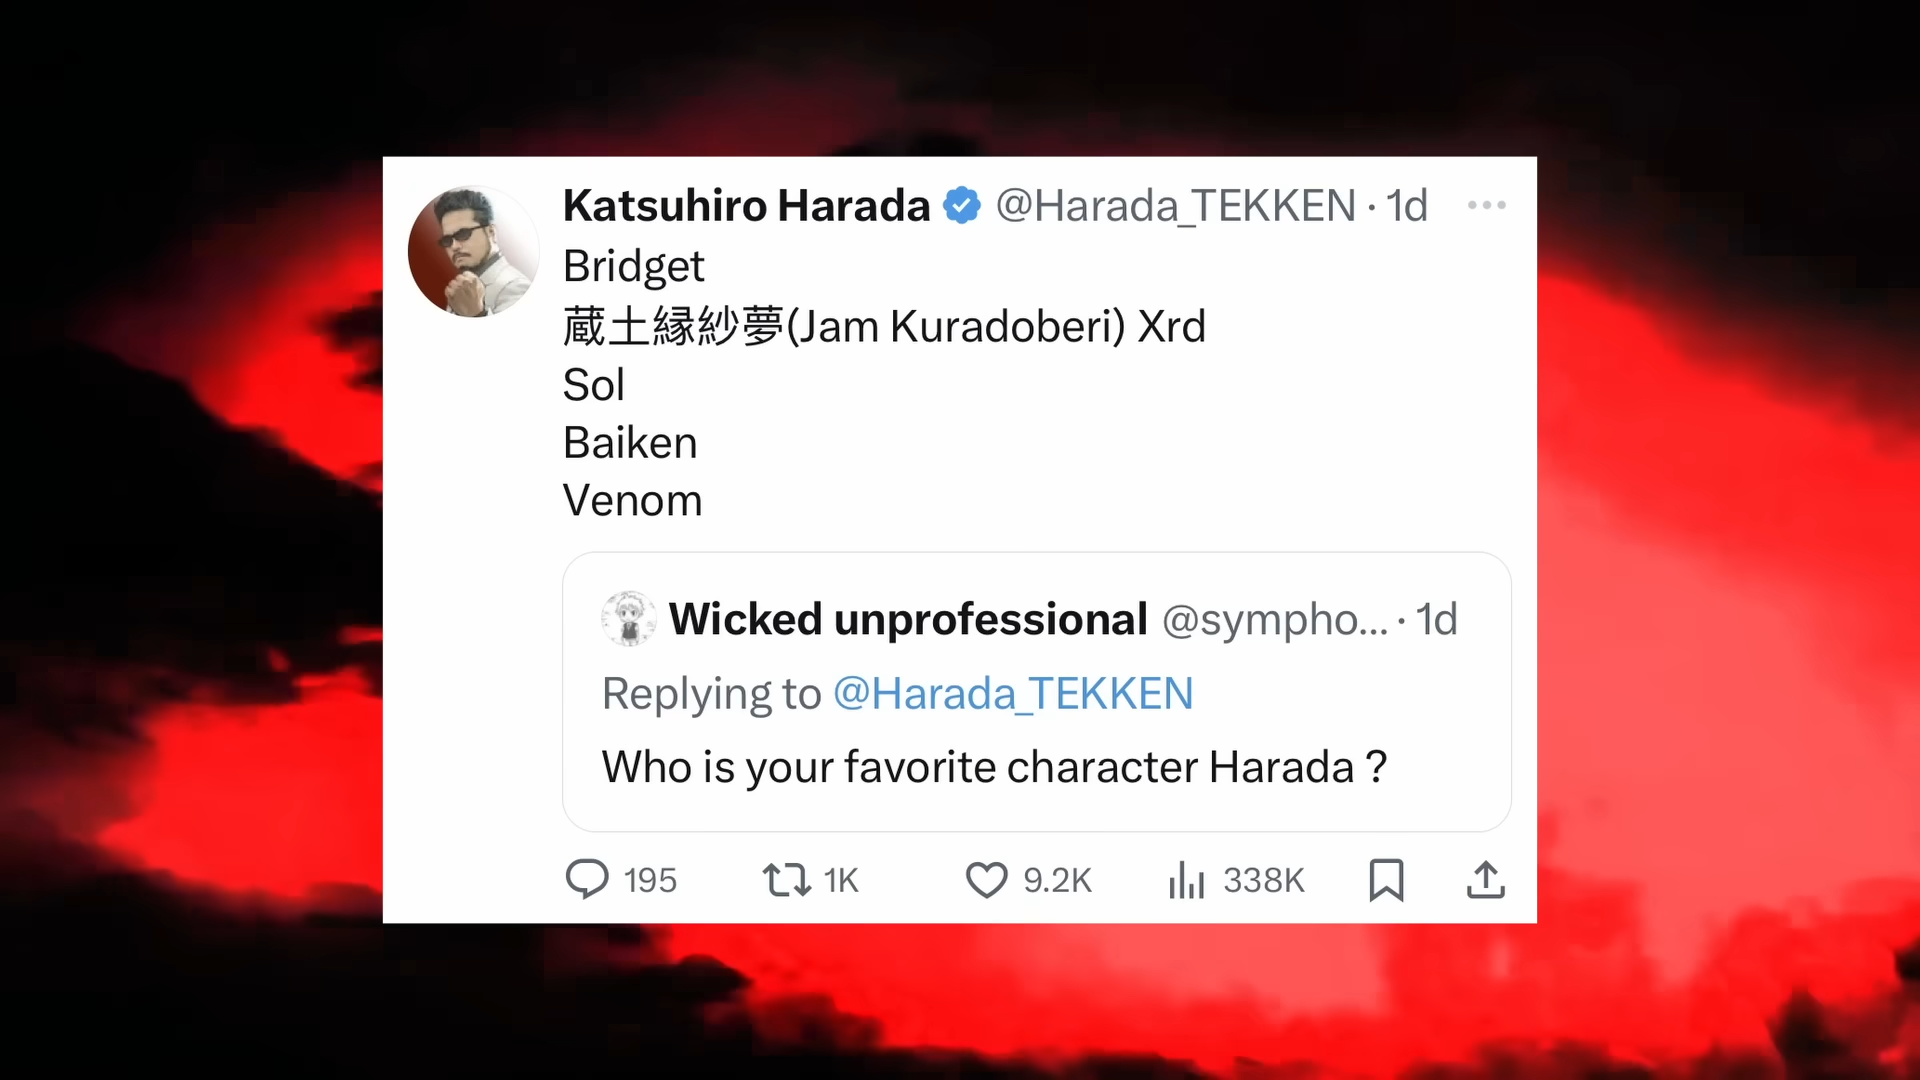 Katsuhiro Harada @Harada_TEKKEN · 1d
Bridget
蔵土縁紗夢(Jam Kuradoberi) Xrd
Sol
Baiken
Venom
Wicked unprofessional @sympho... · 1d
Replying to @Harada_TEKKEN
Who is your favorite character Harada ?
195 1K 9.2K 338K